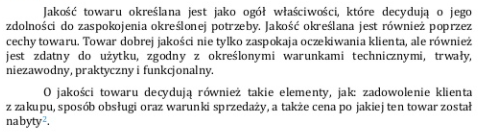 Jakość towaru określana jest jako ogół właściwości, które decydują o jego
zdolności do zaspokojenia określonej potrzeby. Jakość określana jest również poprzez
cechy towaru. Towar dobrej jakości nie tylko zaspokaja oczekiwania klienta, ale również
jest zdatny do użytku, zgodny z określonymi warunkami technicznymi, trwały,
niezawodny, praktyczny i funkcjonalny.
O jakości towaru decydują również takie elementy, jak: zadowolenie klienta
z zakupu, sposób obsługi oraz warunki sprzedaży, a także cena po jakiej ten towar został
nabyty².